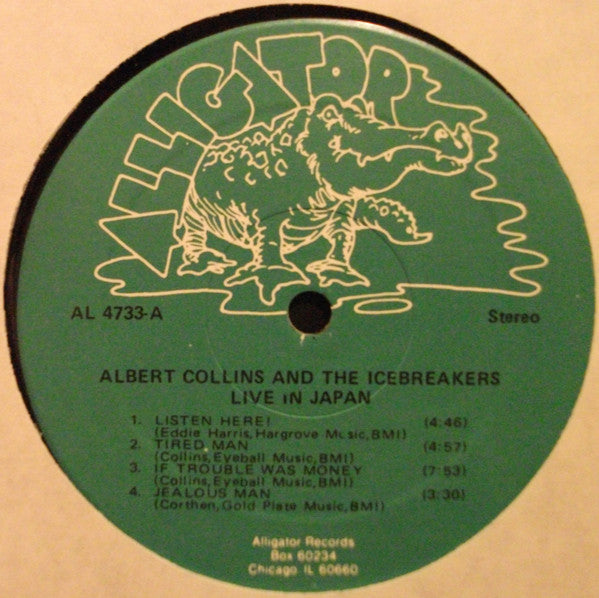 ALLIGATOR
AL 4733-A
Stereo
ALBERT COLLINS AND THE ICEBREAKERS
LIVE IN JAPAN
1. LISTEN HERE! (4:46)
(Eddie Harris, Hargrove Music, BMI)
2. TIRED MAN (4:57)
(Collins, Eyeball Music, BMI)
3. IF TROUBLE WAS MONEY (7:53)
(Collins, Eyeball Music, BMI)
4. JEALOUS MAN (3:30)
(Corthen, Gold Plate Music, BMI)
Alligator Records
Box 60234
Chicago IL 60660